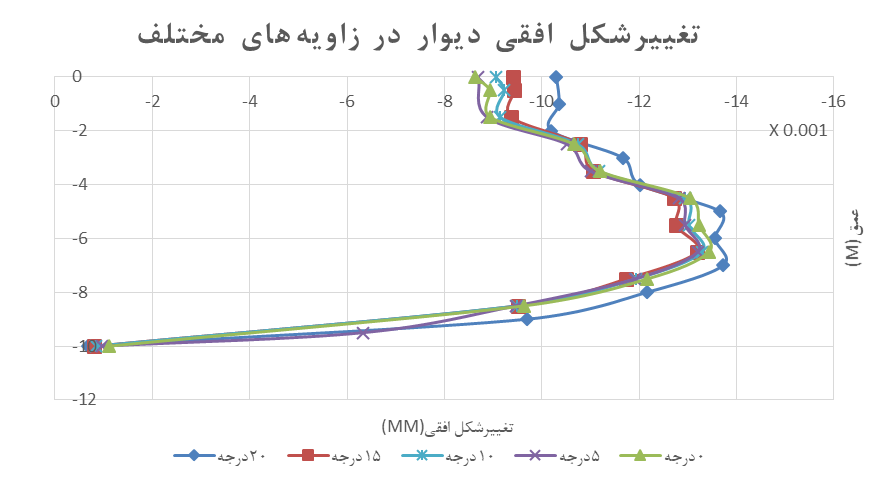 تغییرشکل افقی دیوار در زاویه‌های مختلف
0
0 -2 -4 -6 -8 -10 -12 -14 -16
X 0.001
-2
-4
-6
-8
-10
-12
عمق (M)
تغییرشکل افقی(MM)
۲۰درجه ۱۵درجه ۱۰درجه ۵درجه ۰درجه